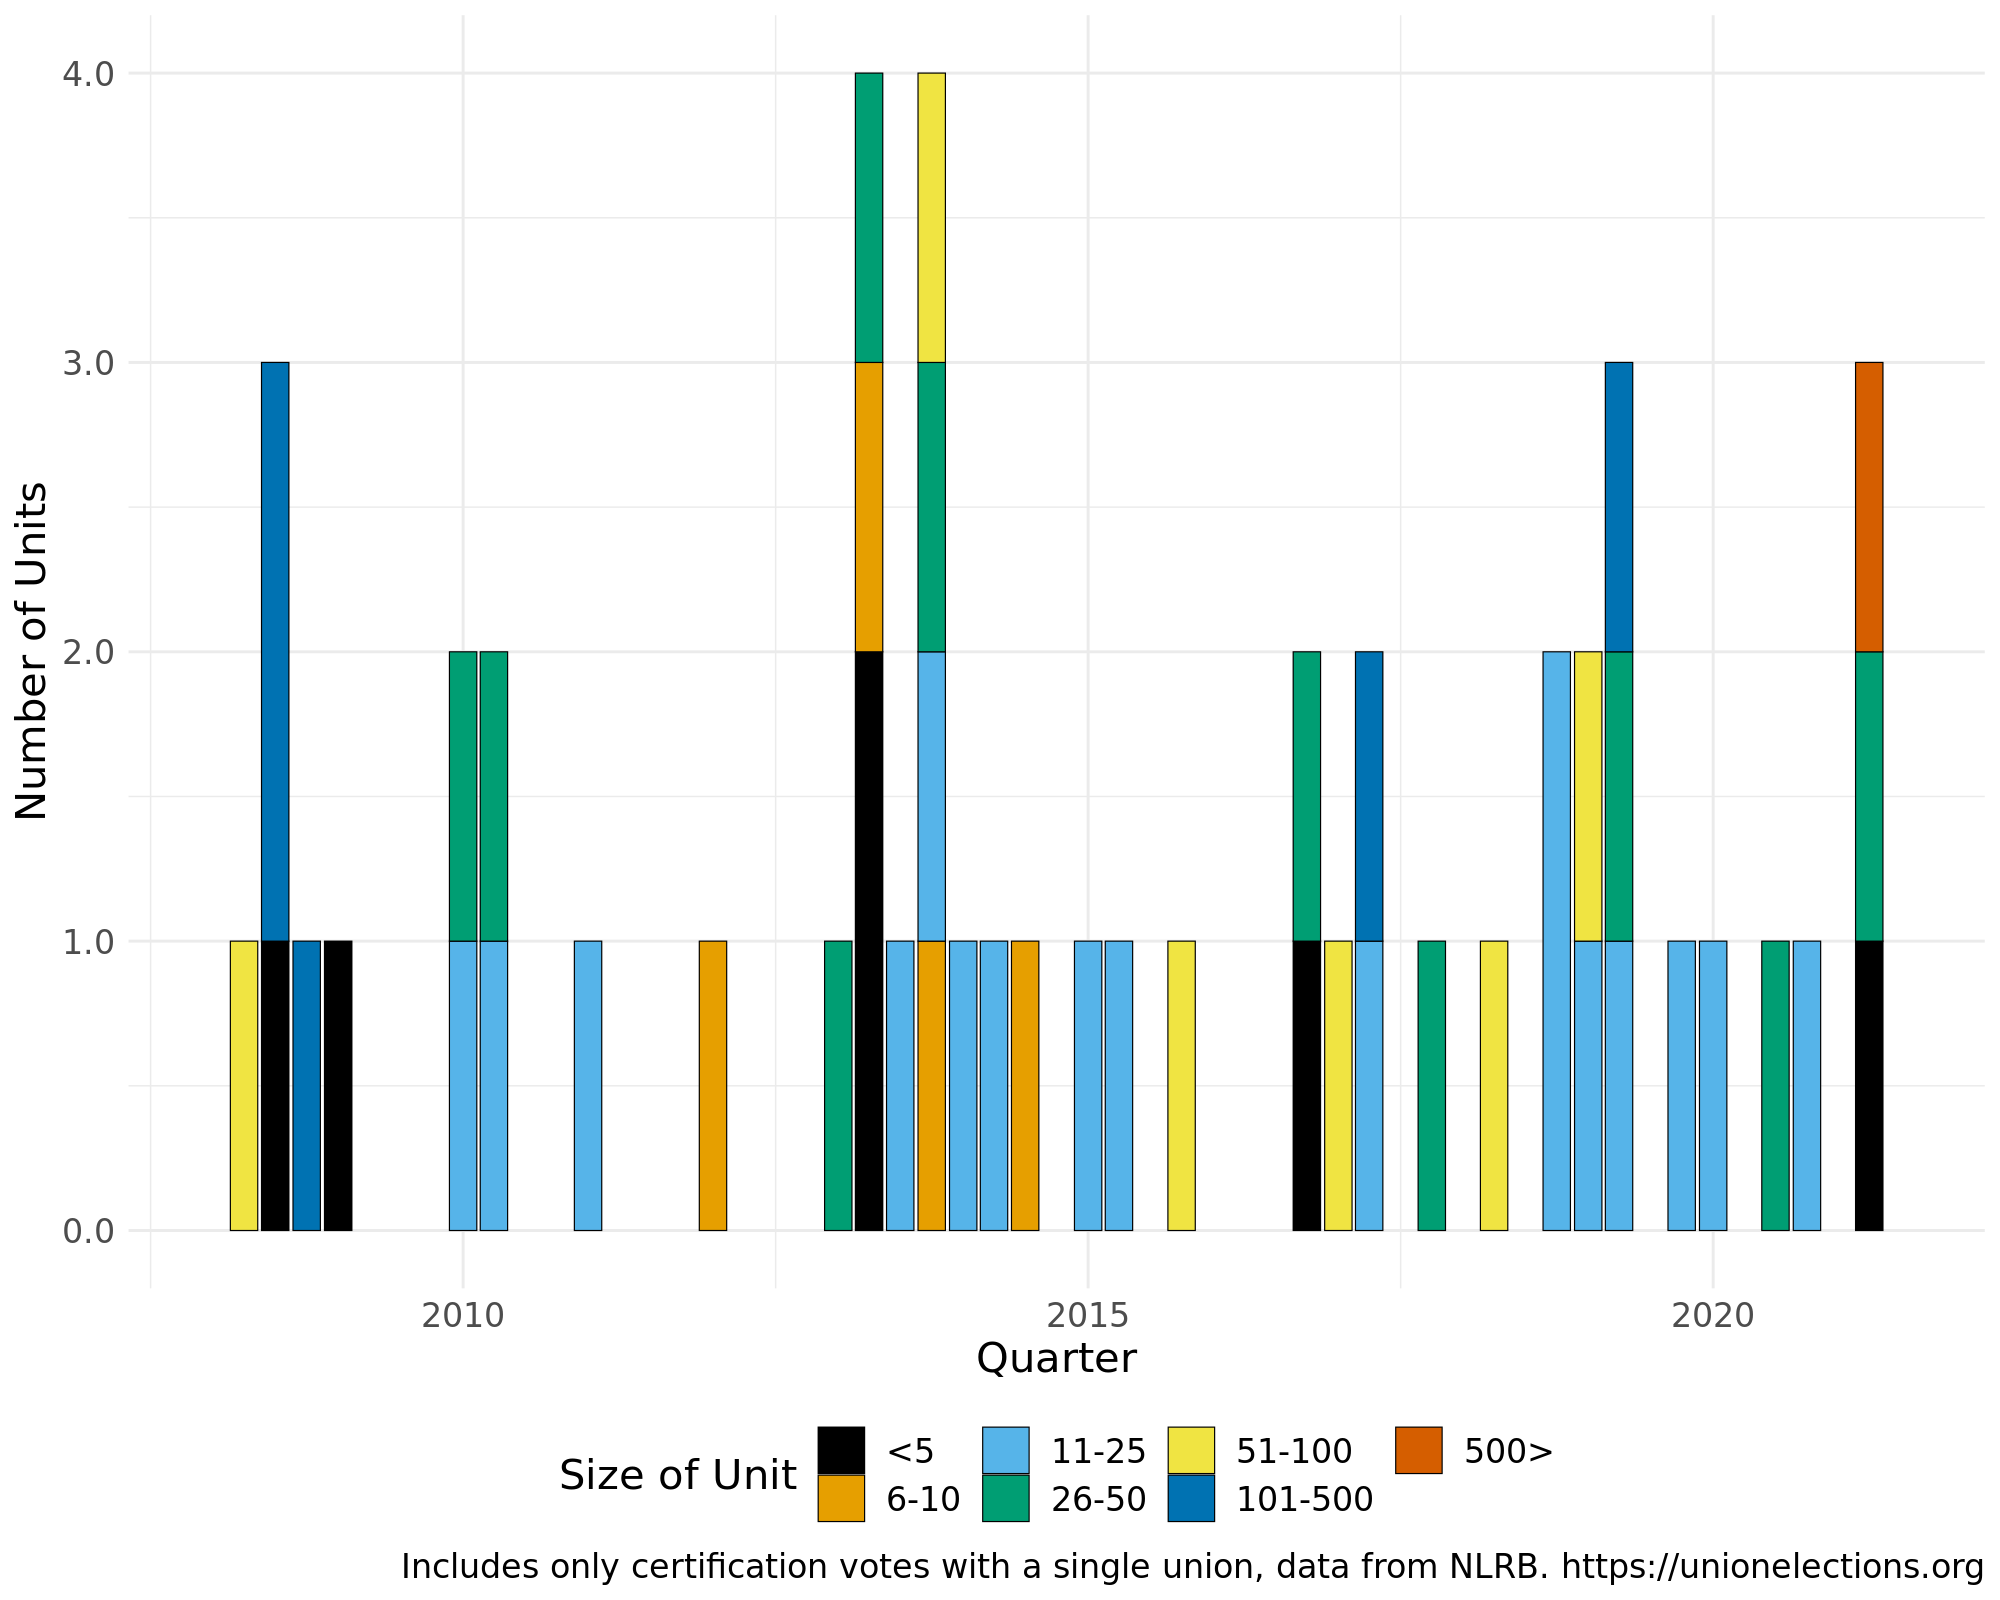 4.0
3.0
2.0
1.0
0.0
Number of Units
2010 2015 2020
Quarter
Size of Unit
<5 11-25 51-100 500>
6-10 26-50 101-500
Includes only certification votes with a single union, data from NLRB. https://unionelections.org